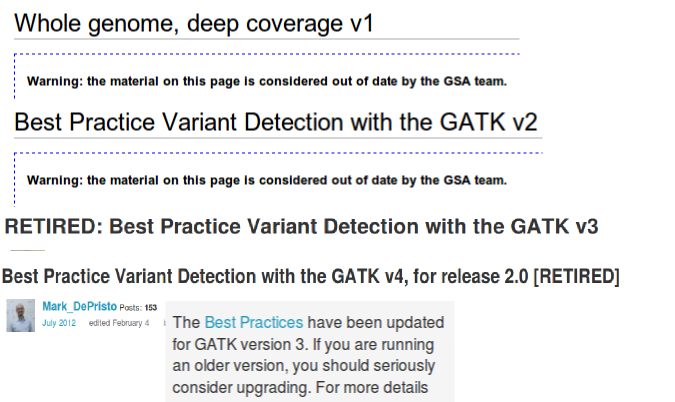 Whole genome, deep coverage v1
Warning: the material on this page is considered out of date by the GSA team.
Best Practice Variant Detection with the GATK v2
Warning: the material on this page is considered out of date by the GSA team.
RETIRED: Best Practice Variant Detection with the GATK v3
Best Practice Variant Detection with the GATK v4, for release 2.0 [RETIRED]
Mark_DePristo Posts: 153
July 2012 edited February 4
The Best Practices have been updated
for GATK version 3. If you are running
an older version, you should seriously
consider upgrading. For more details